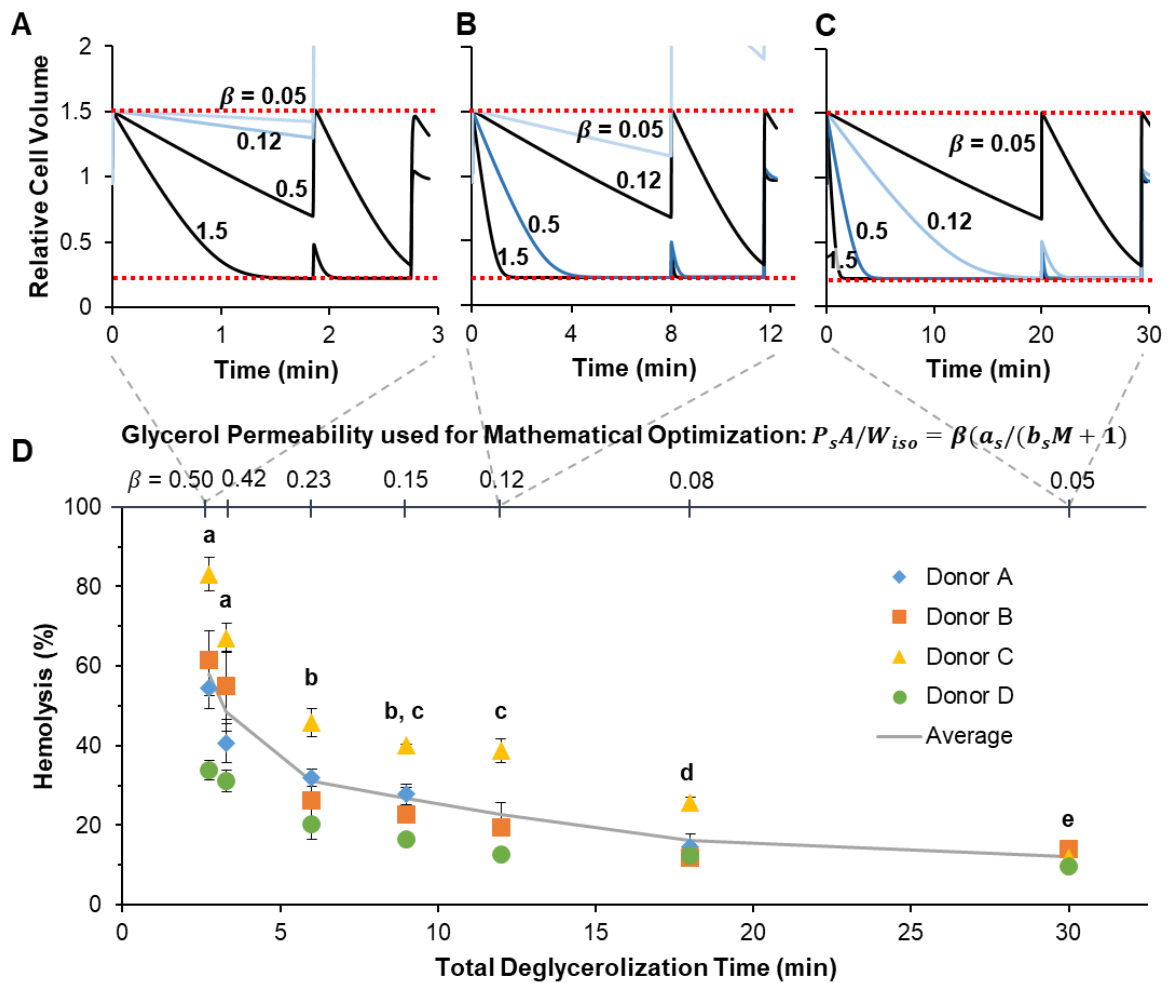 A
B
C
Relative Cell Volume
2
1.5
1
0.5
0
β = 0.05
0.12
0.5
1.5
0
1
2
3
Time (min)
β = 0.05
0.12
0.5
1.5
0
4
8
12
Time (min)
β = 0.05
0.12
0.5
1.5
0
10
20
30
Time (min)
Glycerol Permeability used for Mathematical Optimization: PₛA/Wᵢₛₒ = β(aₛ/(bₛM + 1)
D
β = 0.50 0.42 0.23 0.15 0.12 0.08 0.05
Hemolysis (%)
100
80
60
40
20
0
a
a
b
b, c
c
d
e
Donor A
Donor B
Donor C
Donor D
Average
0 5 10 15 20 25 30
Total Deglycerolization Time (min)